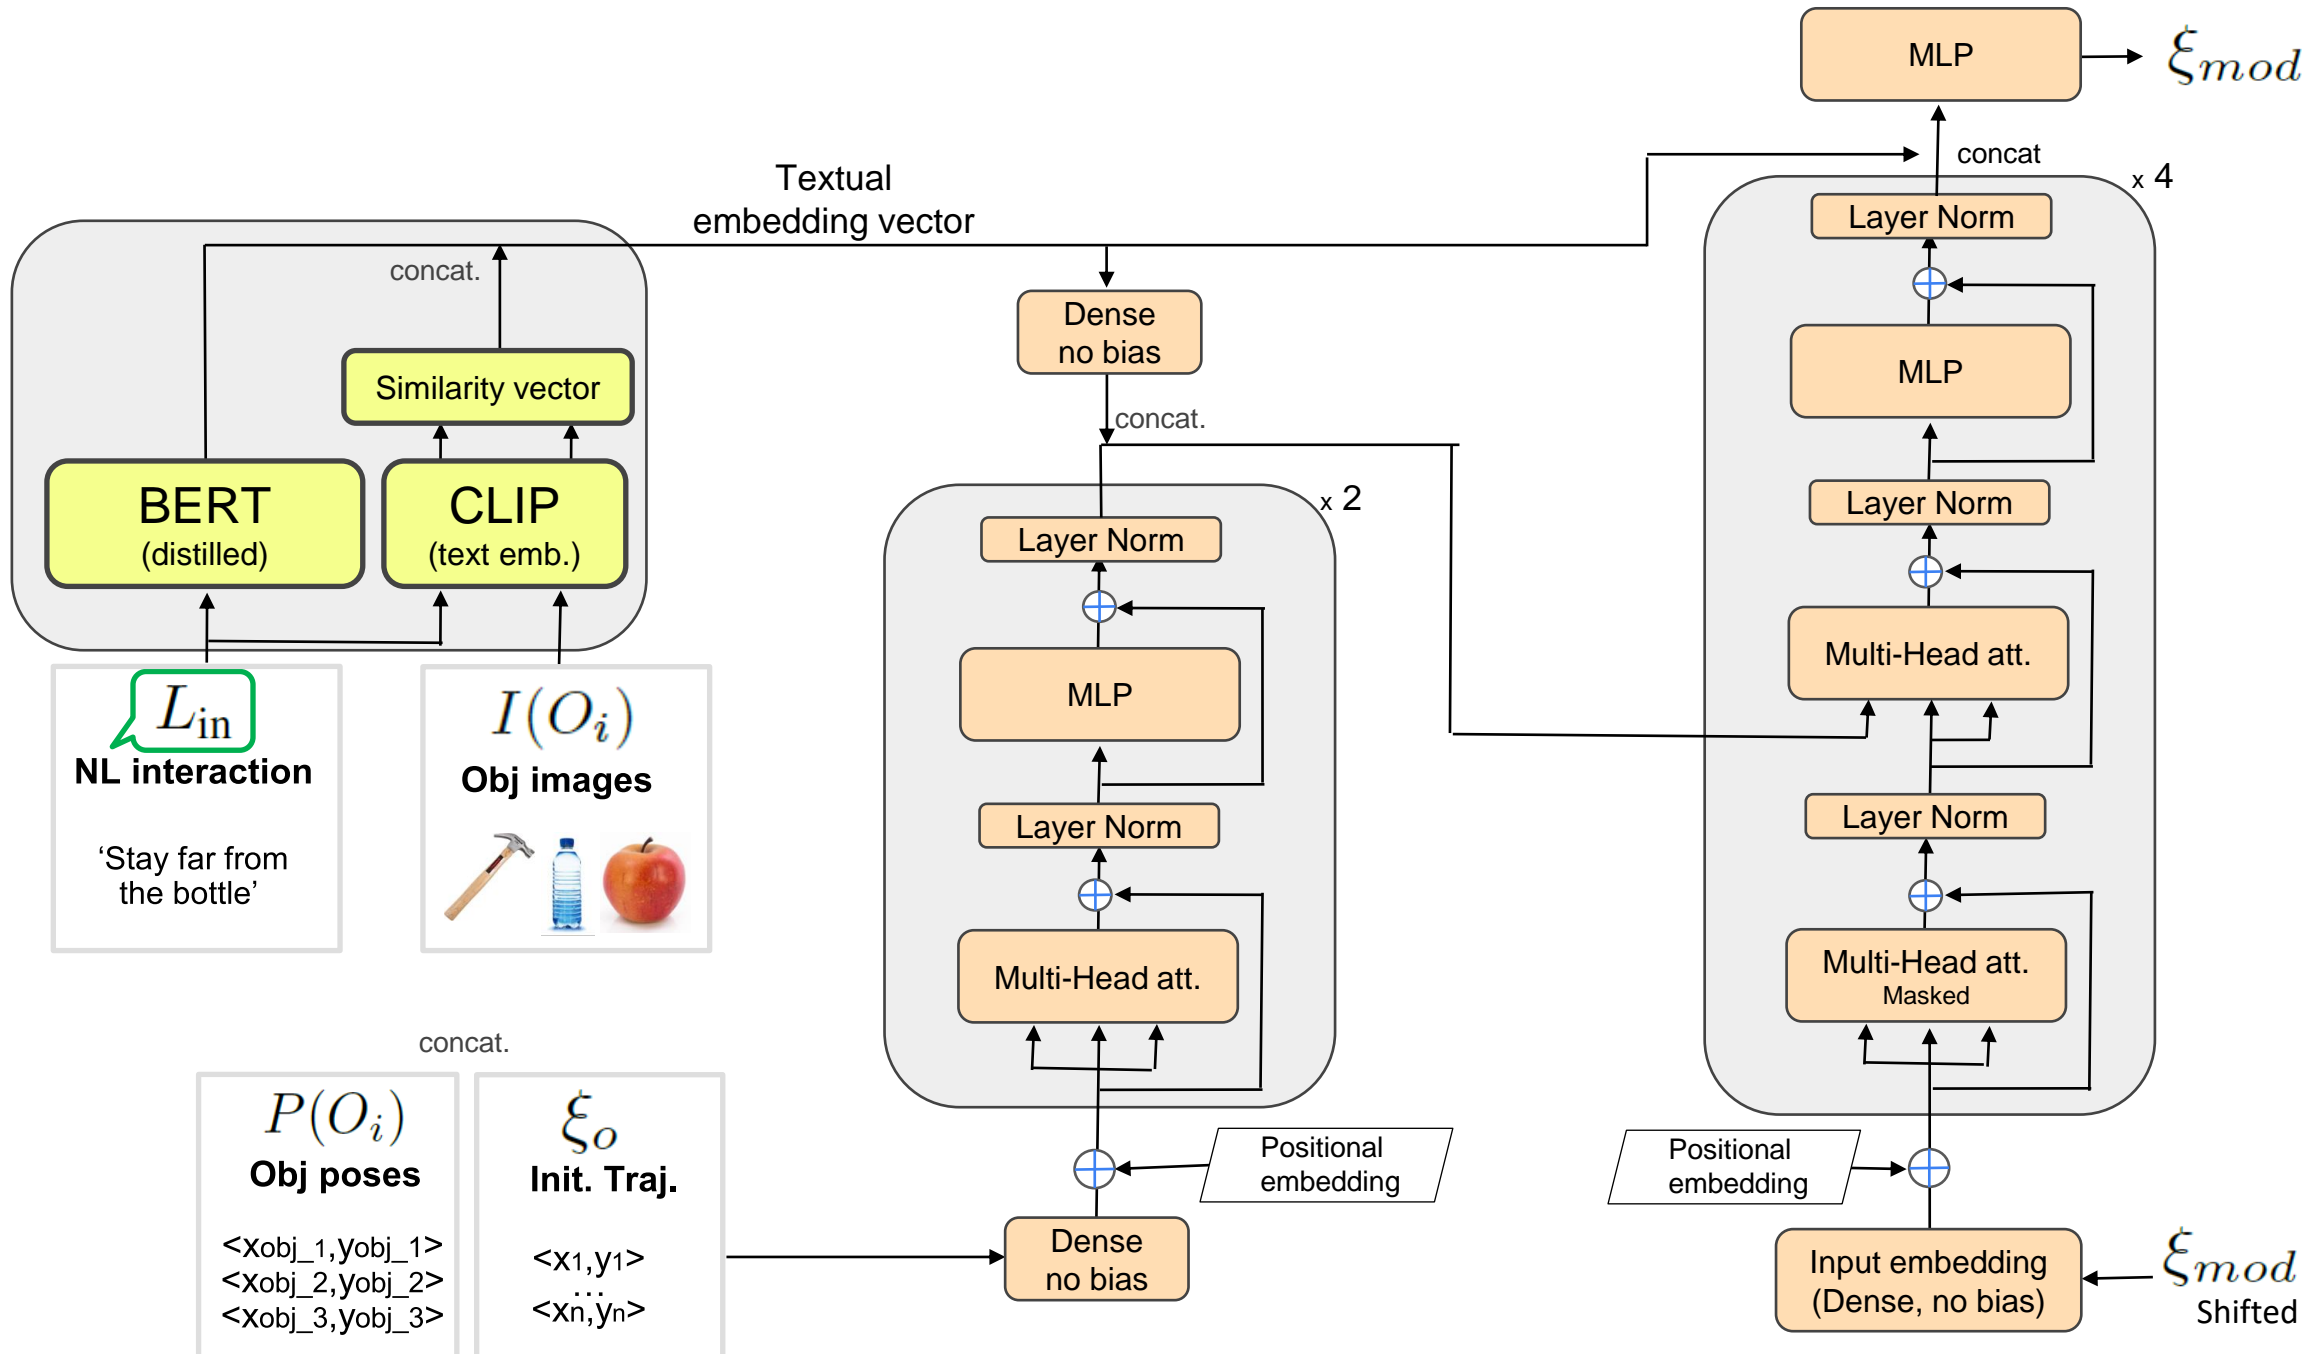 MLP
ξmod
concat
x 4
Textual
embedding vector
Layer Norm
concat.
Dense
no bias
MLP
Similarity vector
concat.
BERT
(distilled)
CLIP
(text emb.)
x 2
Layer Norm
Layer Norm
Multi-Head att.
MLP
Lin
NL interaction
'Stay far from
the bottle'
I(Oi)
Obj images
Layer Norm
Layer Norm
Multi-Head att.
Multi-Head att.
Masked
concat.
P(Oi)
Obj poses
<xobj_1,yobj_1>
<xobj_2,yobj_2>
<xobj_3,yobj_3>
ξo
Init. Traj.
<x1,y1>
...
<xn,yn>
Positional
embedding
Positional
embedding
Dense
no bias
Input embedding
(Dense, no bias)
ξmod
Shifted